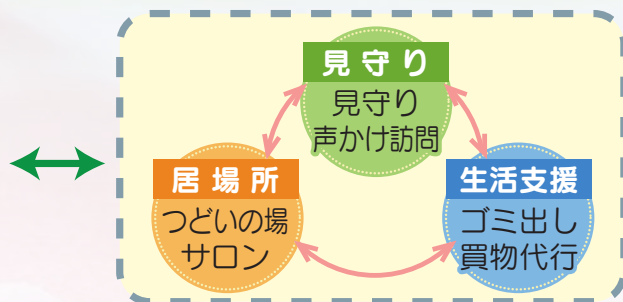 見守り
見守り
声かけ訪問
居場所
つどいの場
サロン
生活支援
ゴミ出し
買物代行